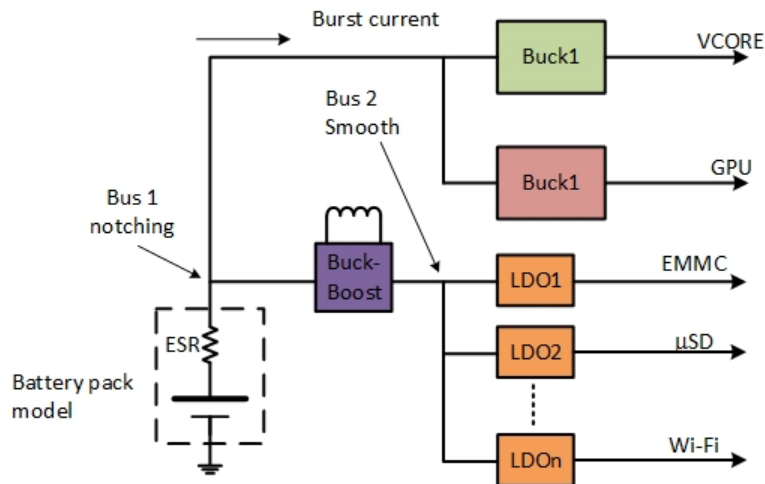 Burst current
Buck1
VCORE
Bus 2
Smooth
Buck1
GPU
Bus 1
notching
Buck-
Boost
LDO1
EMMC
ESR
LDO2
μSD
Battery pack
model
LDOn
Wi-Fi